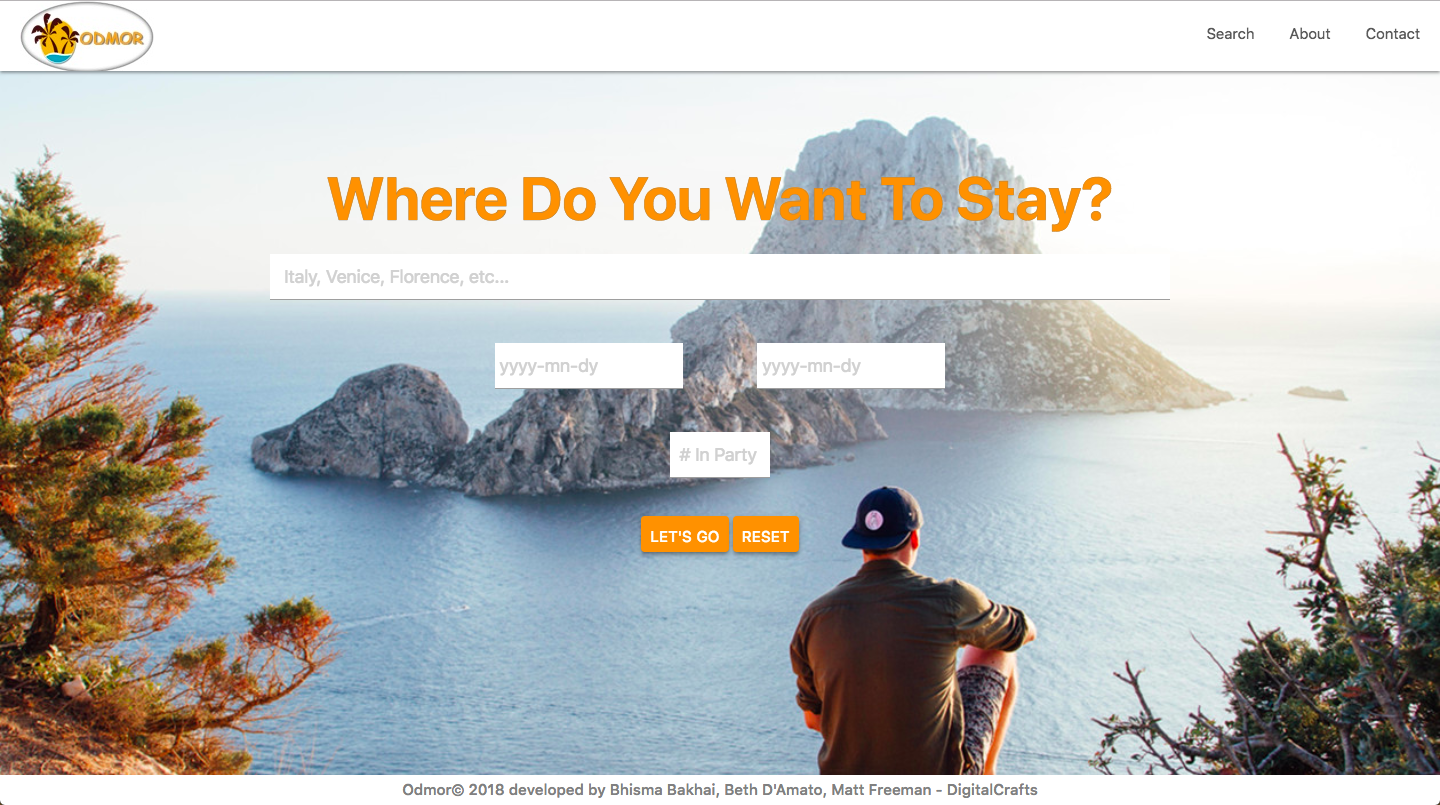 ODMOR
Search About Contact
Where Do You Want To Stay?
Italy, Venice, Florence, etc...
yyyy-mn-dy yyyy-mn-dy
# In Party
LET'S GO RESET
Odmor© 2018 developed by Bhisma Bakhai, Beth D'Amato, Matt Freeman - DigitalCrafts